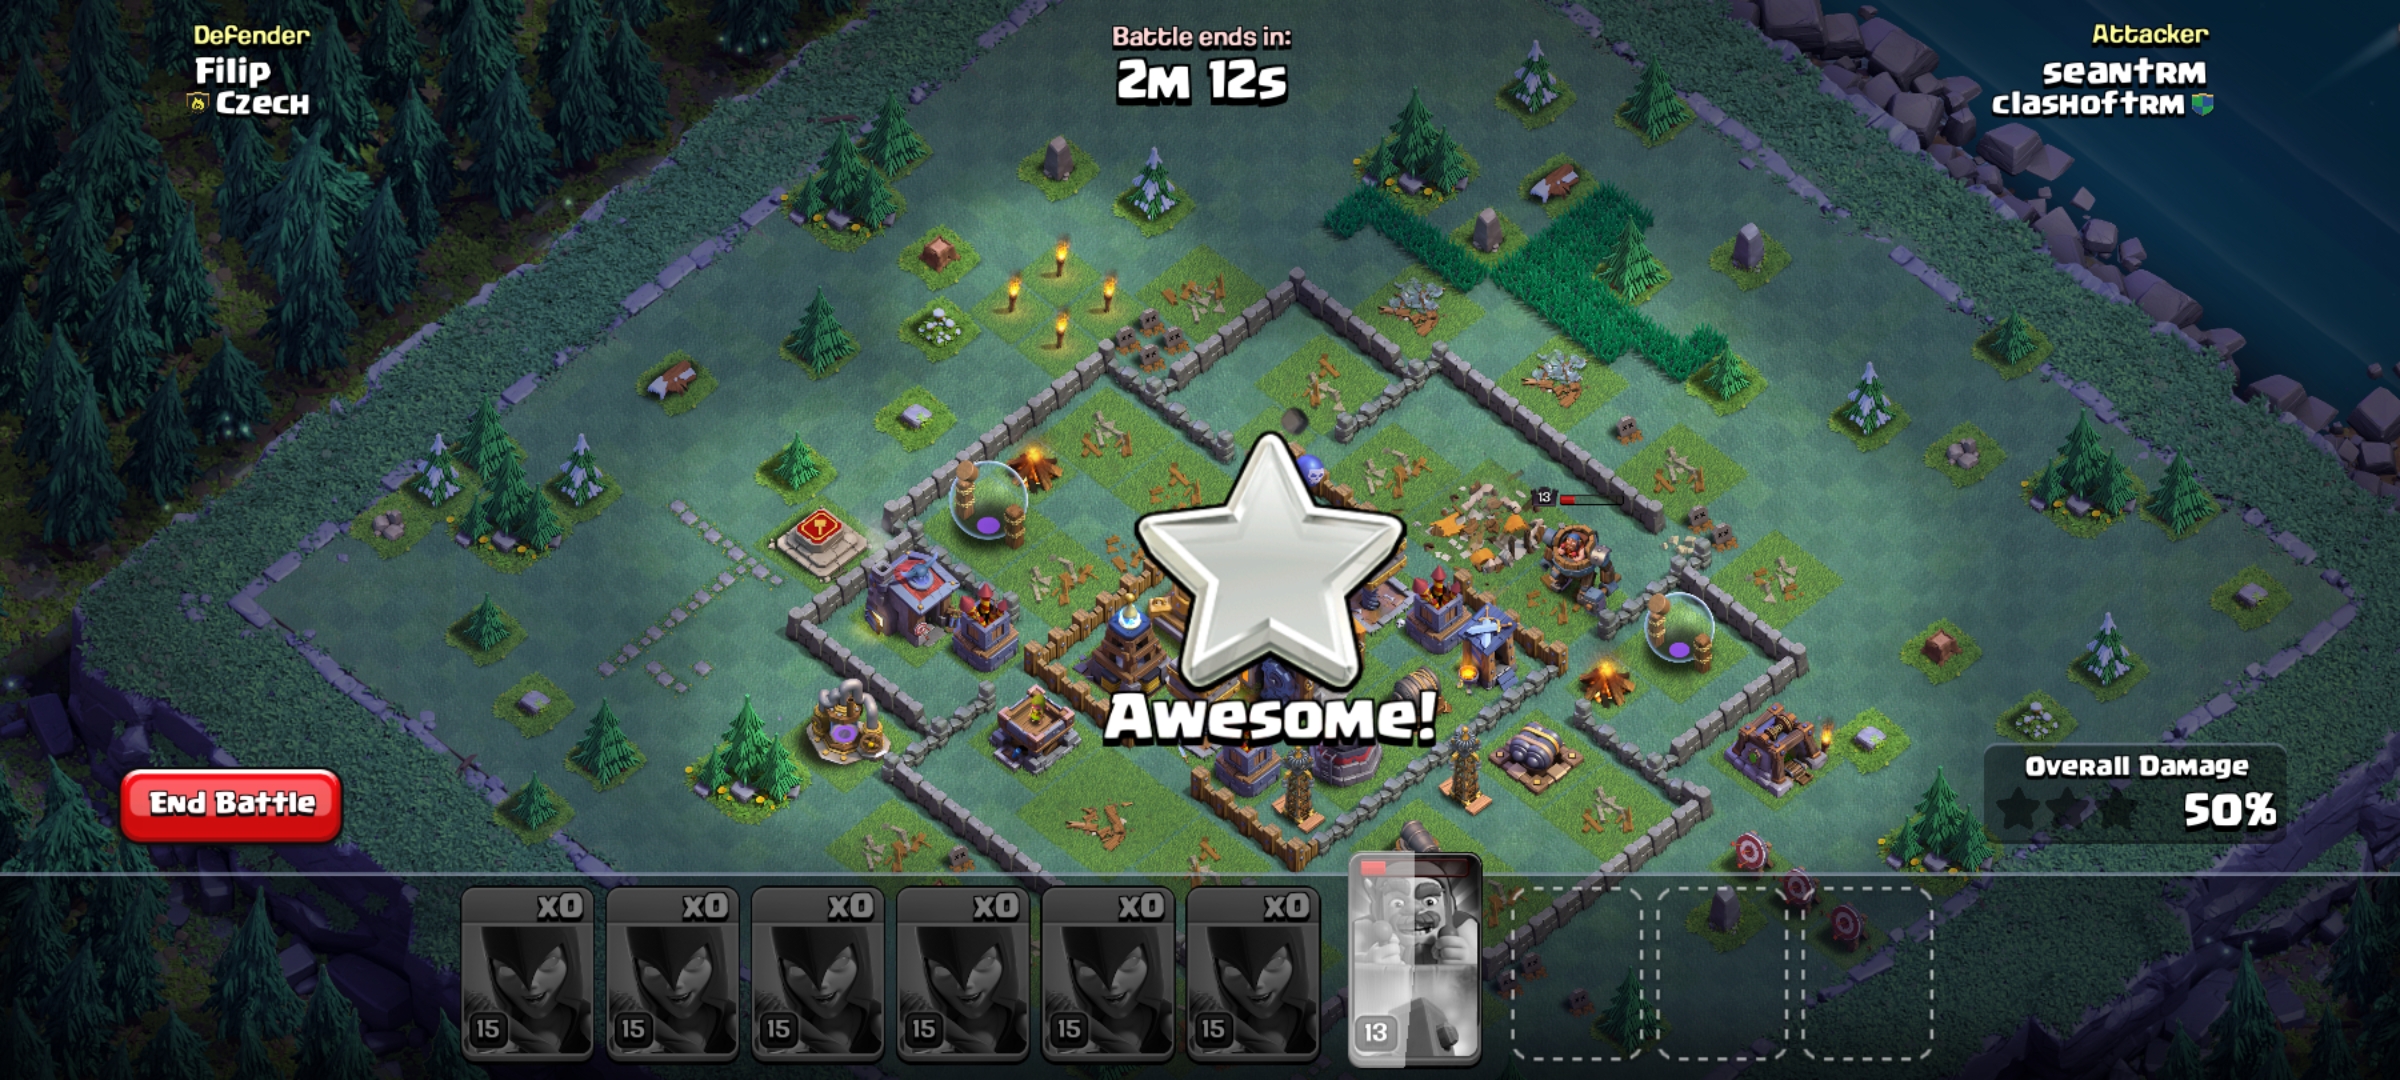 Defender
Filip
Czech
Battle ends in:
2M 12s
Attacker
seantRM
clashoftRM
13
Awesome!
End Battle
Overall Damage
50%
x0
x0
x0
x0
x0
x0
15
15
15
15
15
15
13